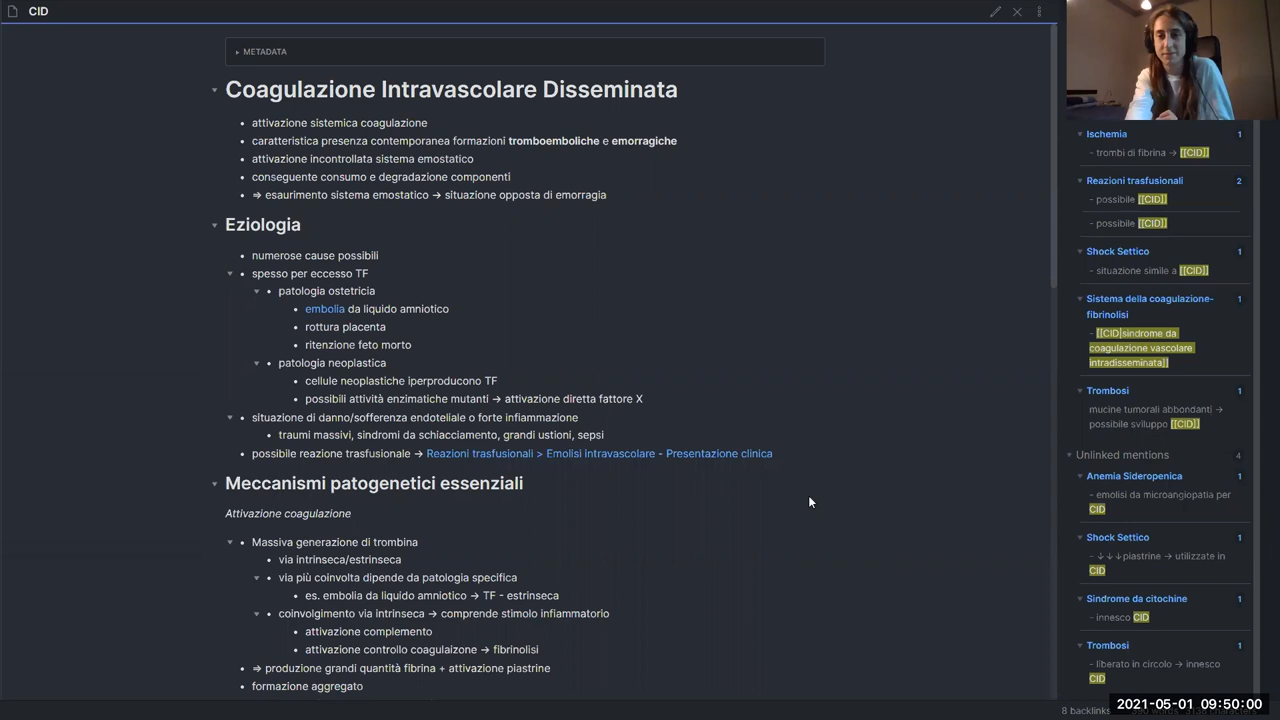 CID
METADATA
Coagulazione Intravascolare Disseminata
attivazione sistemica coagulazione
caratteristica presenza contemporanea formazioni tromboemboliche e emorragiche
attivazione incontrollata sistema emostatico
conseguente consumo e degradazione componenti
⇒ esaurimento sistema emostatico → situazione opposta di emorragia
Eziologia
numerose cause possibili
spesso per eccesso TF
patologia ostetricia
embolia da liquido amniotico
rottura placenta
ritenzione feto morto
patologia neoplastica
cellule neoplastiche iperproducono TF
possibili attività enzimatiche mutanti → attivazione diretta fattore X
situazione di danno/sofferenza endoteliale o forte infiammazione
traumi massivi, sindromi da schiacciamento, grandi ustioni, sepsi
possibile reazione trasfusionale → Reazioni trasfusionali > Emolisi intravascolare - Presentazione clinica
Meccanismi patogenetici essenziali
Attivazione coagulazione
Massiva generazione di trombina
via intrinseca/estrinseca
via più coinvolta dipende da patologia specifica
es. embolia da liquido amniotico → TF - estrinseca
coinvolgimento via intrinseca → comprende stimolo infiammatorio
attivazione complemento
attivazione controllo coagulaizone → fibrinolisi
⇒ produzione grandi quantità fibrina + attivazione piastrine
formazione aggregato
Ischemia 1
- trombi di fibrina → [[CID]]
Reazioni trasfusionali 2
- possibile [[CID]]
- possibile [[CID]]
Shock Settico 1
- situazione simile a [[CID]]
Sistema della coagulazione- 1
fibrinolisi
- [[CID|sindrome da
coagulazione vascolare
intradisseminata]]
Trombosi 1
mucine tumorali abbondanti →
possibile sviluppo [[CID]]
Unlinked mentions 4
Anemia Sideropenica 1
- emolisi da microangiopatia per
CID
Shock Settico 1
- ↓↓↓piastrine → utilizzate in
CID
Sindrome da citochine 1
- innesco CID
Trombosi 1
- liberato in circolo → innesco
CID
8 backlinks
2021-05-01 09:50:00